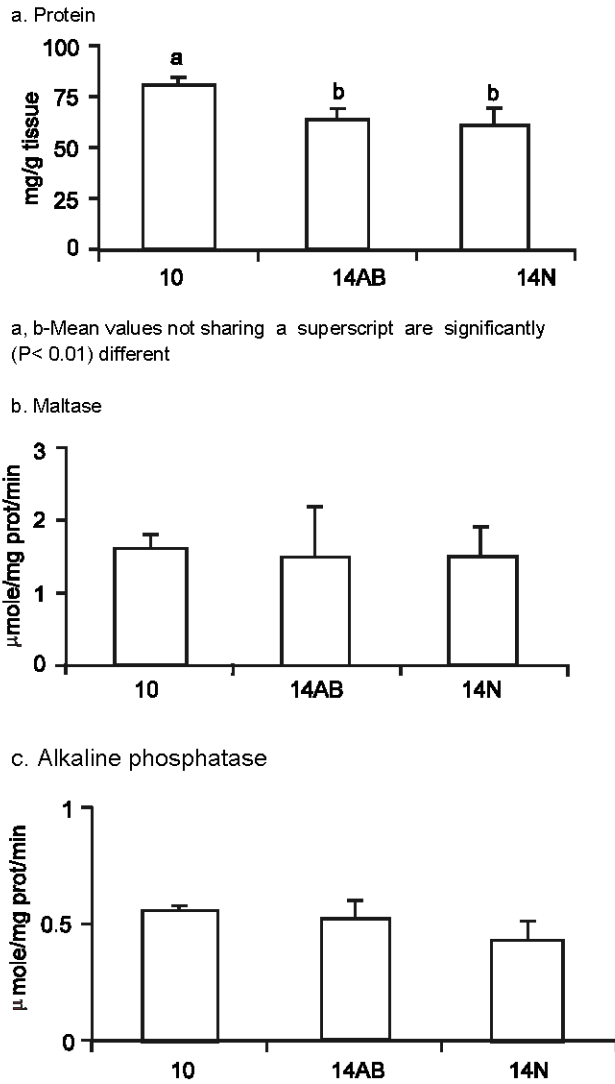 a. Protein
100
75
50
25
0
mg/g tissue
a
b
b
10 14AB 14N
a, b-Mean values not sharing a superscript are significantly
(P< 0.01) different
b. Maltase
3
2
1
0
µmole/mg prot/min
10 14AB 14N
c. Alkaline phosphatase
1
0.5
0
µ mole/mg prot/min
10 14AB 14N